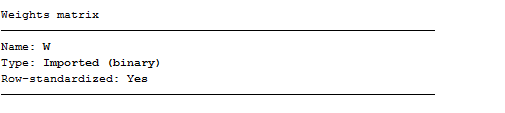 Weights matrix
Name: W
Type: Imported (binary)
Row-standardized: Yes